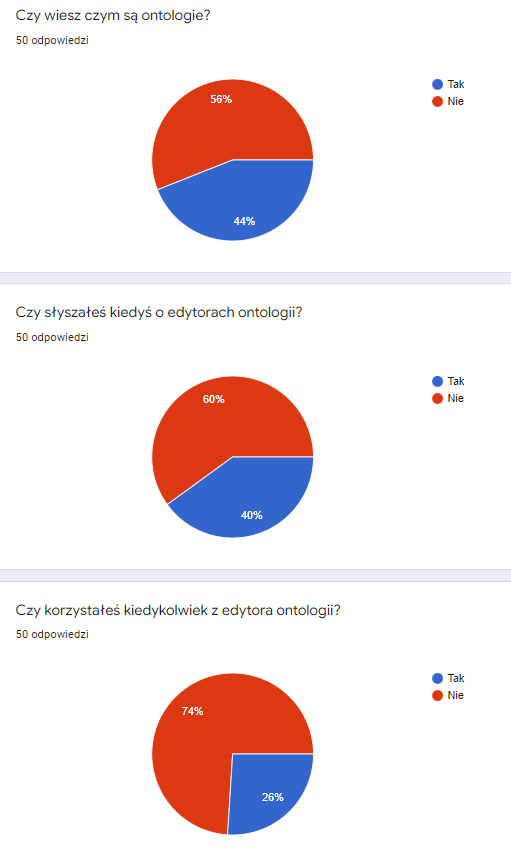 Czy wiesz czym są ontologie?
50 odpowiedzi
Tak
Nie
56%
44%
Czy słyszałeś kiedyś o edytorach ontologii?
50 odpowiedzi
Tak
Nie
60%
40%
Czy korzystałeś kiedykolwiek z edytora ontologii?
50 odpowiedzi
Tak
Nie
74%
26%